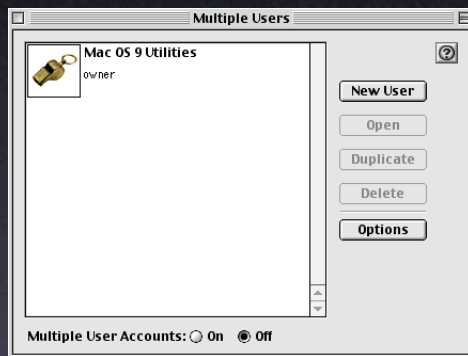 Multiple Users
Mac OS 9 Utilities
owner
?
New User
Open
Duplicate
Delete
Options
Multiple User Accounts: On Off